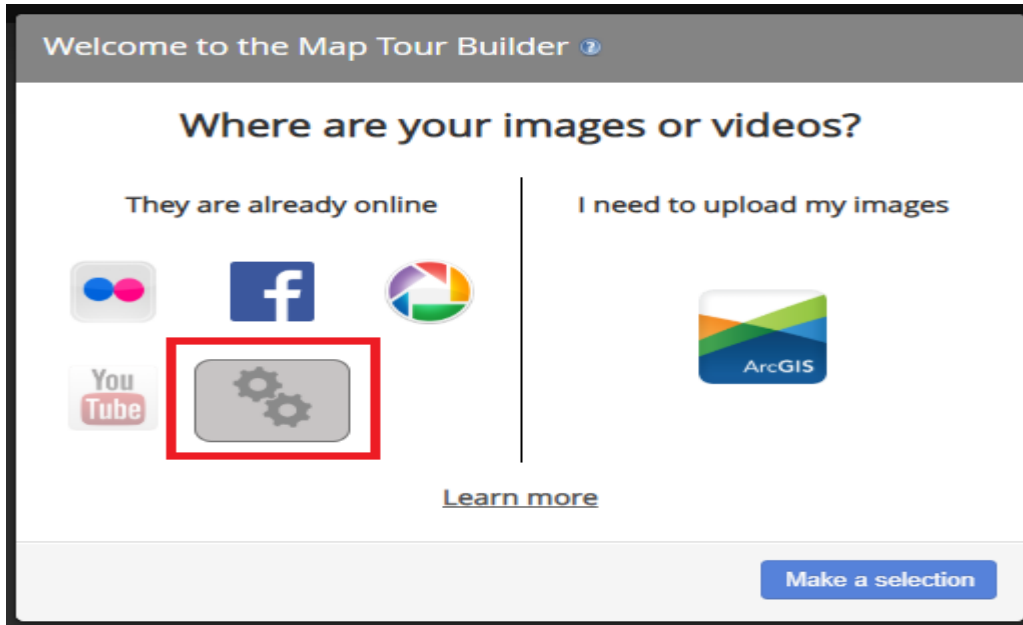 Welcome to the Map Tour Builder ?
Where are your images or videos?
They are already online
I need to upload my images
f
You
Tube
ArcGIS
Learn more
Make a selection